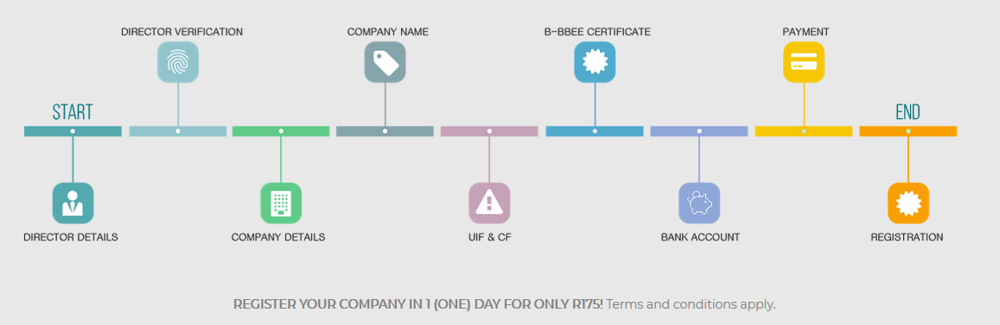 DIRECTOR VERIFICATION
COMPANY NAME
B-BBEE CERTIFICATE
PAYMENT
START
END
DIRECTOR DETAILS
COMPANY DETAILS
UIF & CF
BANK ACCOUNT
REGISTRATION
REGISTER YOUR COMPANY IN 1 (ONE) DAY FOR ONLY R175! Terms and conditions apply.